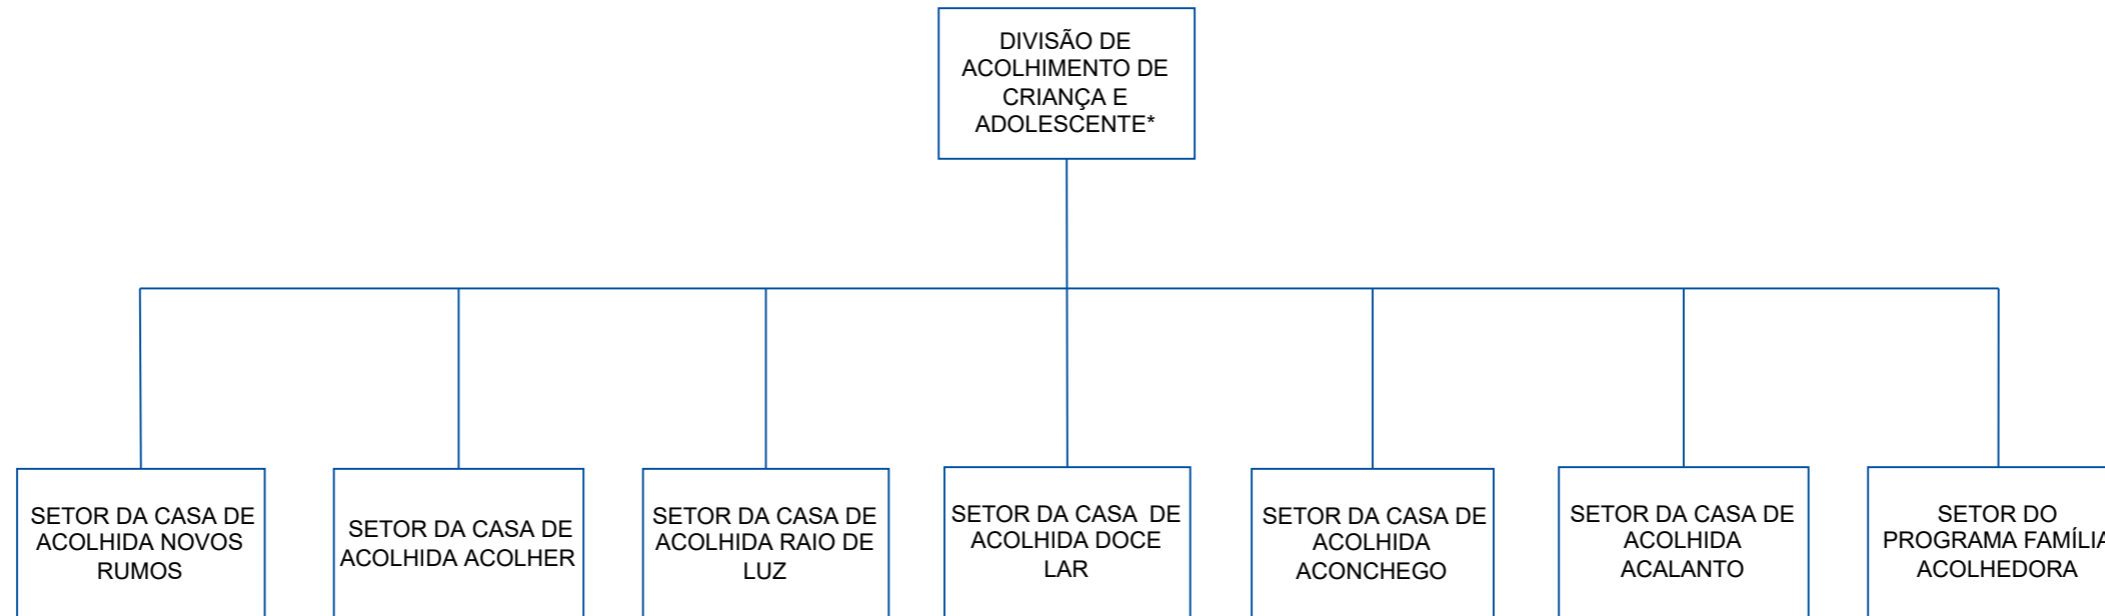 DIVISÃO DE
ACOLHIMENTO DE
CRIANÇA E
ADOLESCENTE*
SETOR DA CASA DE
ACOLHIDA NOVOS
RUMOS
SETOR DA CASA DE
ACOLHIDA ACOLHER
SETOR DA CASA DE
ACOLHIDA RAIO DE
LUZ
SETOR DA CASA DE
ACOLHIDA DOCE
LAR
SETOR DA CASA DE
ACOLHIDA
ACONCHEGO
SETOR DA CASA DE
ACOLHIDA
ACALANTO
SETOR DO
PROGRAMA FAMÍLIA
ACOLHEDORA